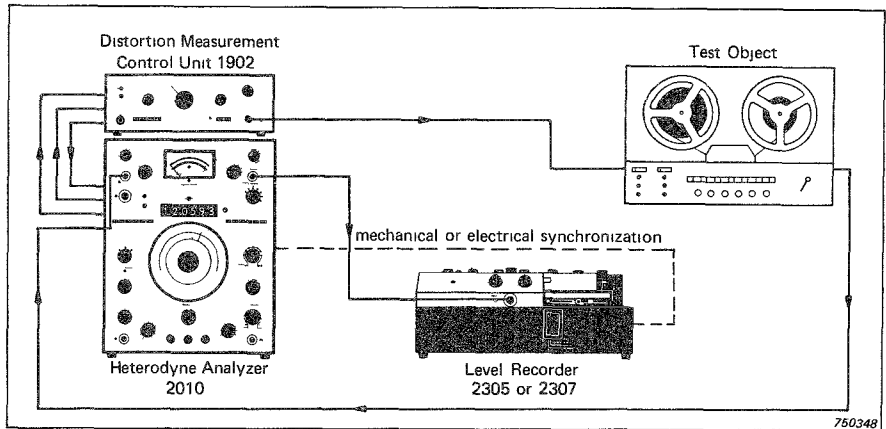 Distortion Measurement
Control Unit 1902
Test Object
mechanical or electrical synchronization
Heterodyne Analyzer
2010
Level Recorder
2305 or 2307
750348